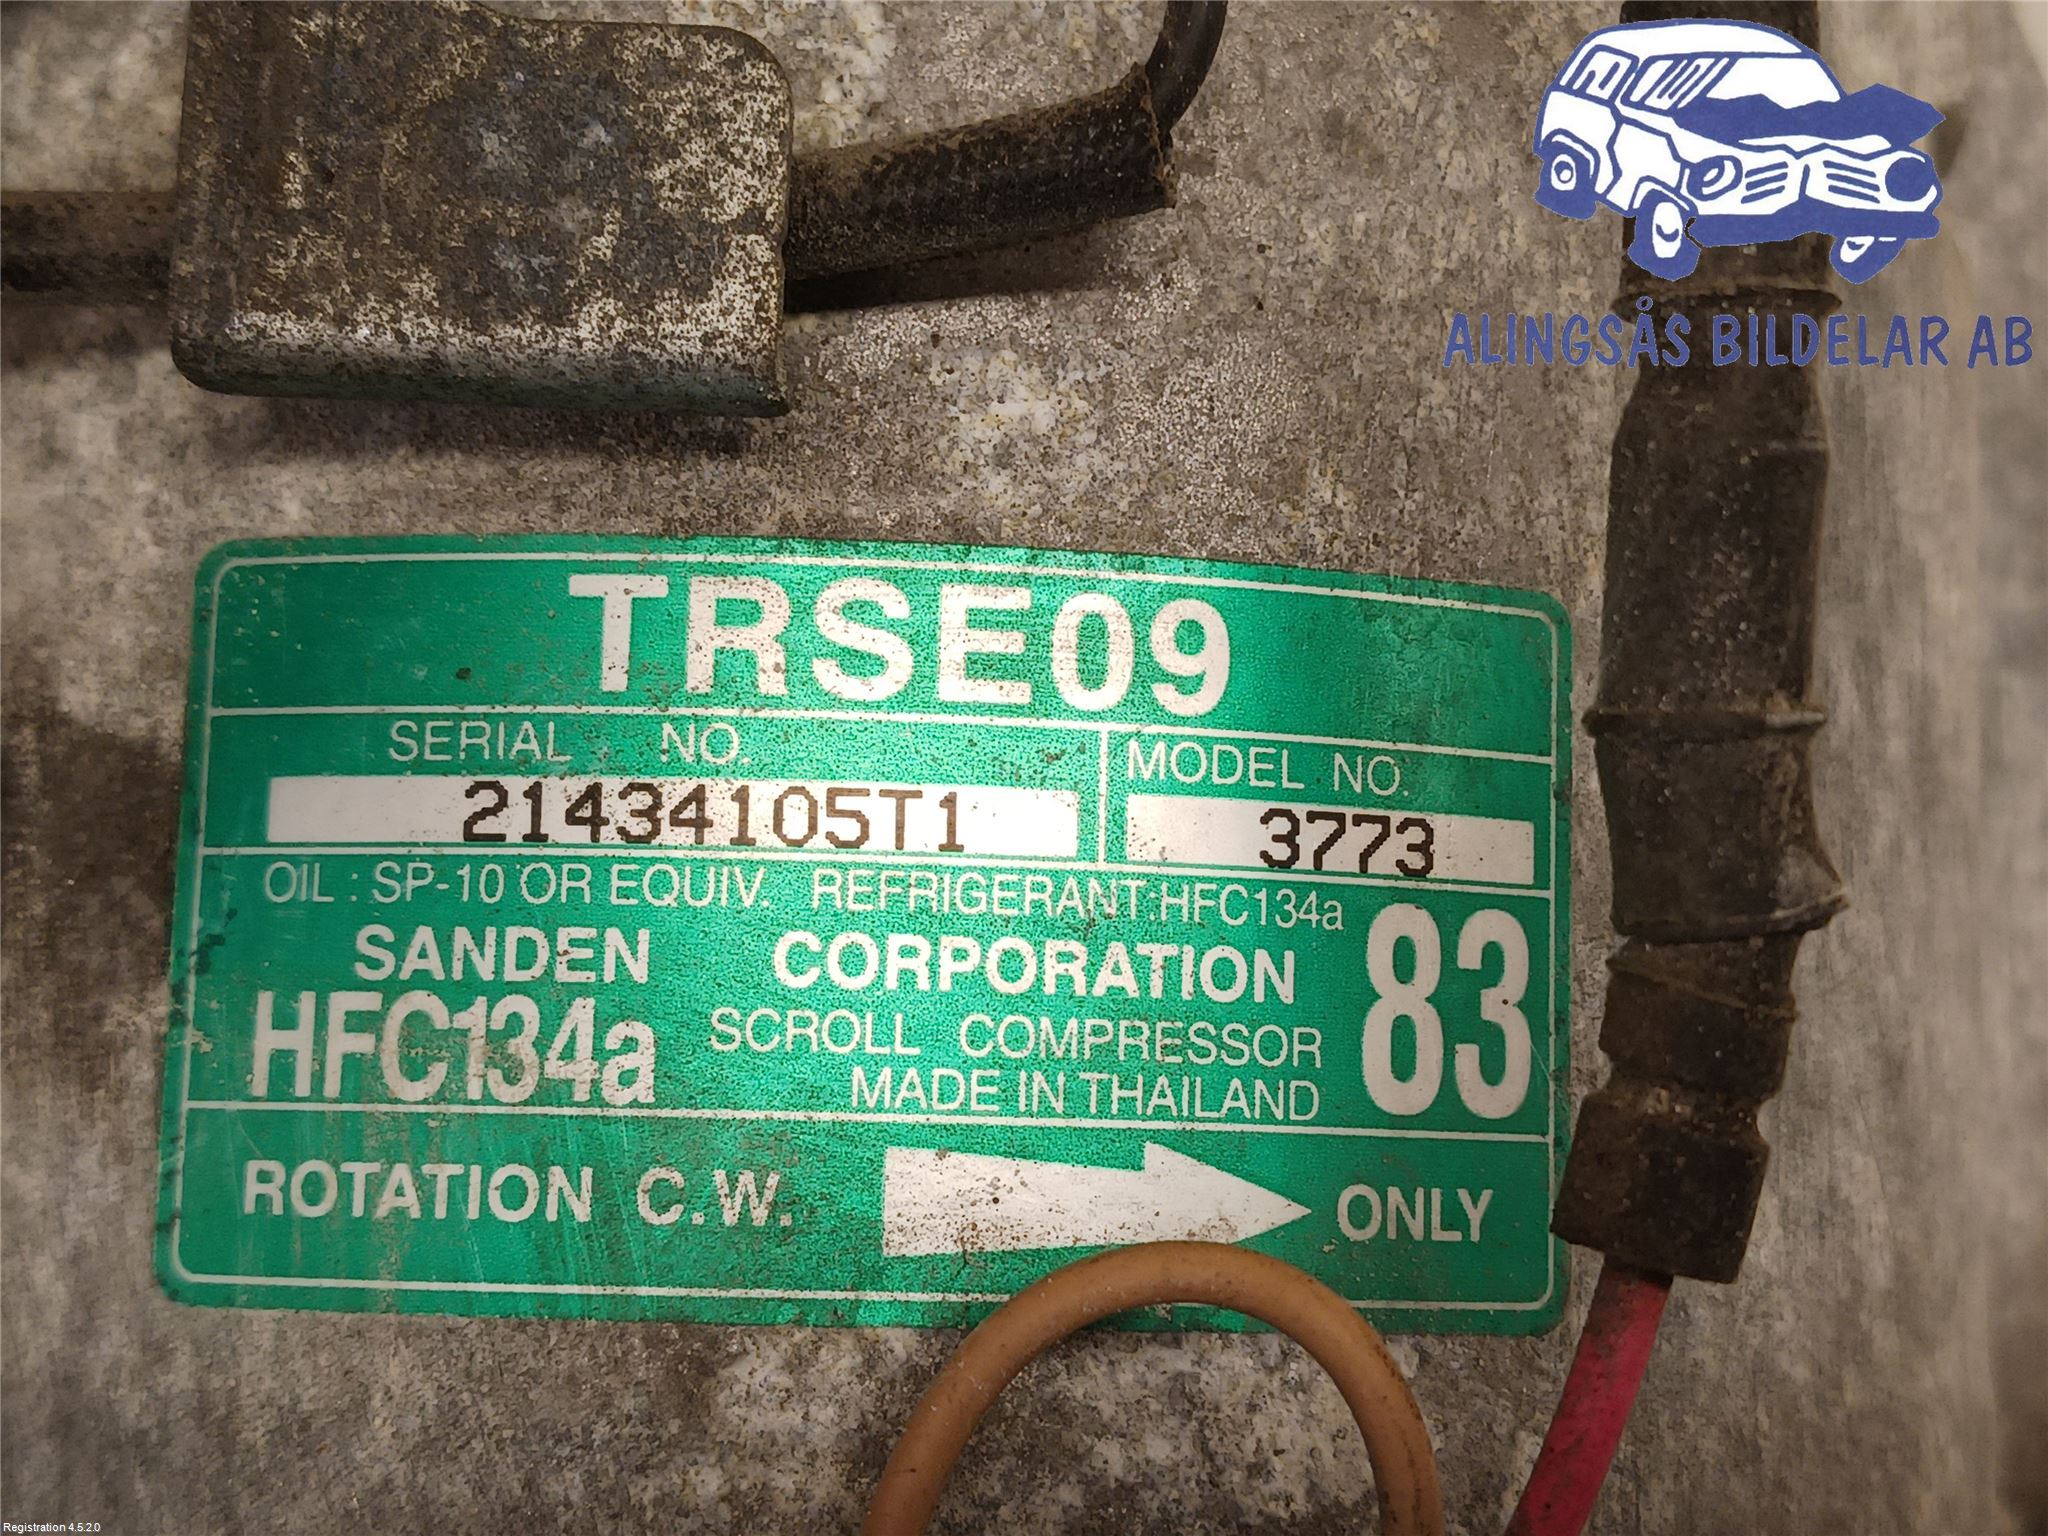 ALINGSÅS BILDELAR AB
TRSE09
SERIAL NO. MODEL NO.
21434105T1 3773
OIL : SP-10 OR EQUIV. REFRIGERANT:HFC134a
SANDEN CORPORATION 83
HFC134a SCROLL COMPRESSOR
MADE IN THAILAND
ROTATION C.W. ONLY
Registration 4.5.2.0